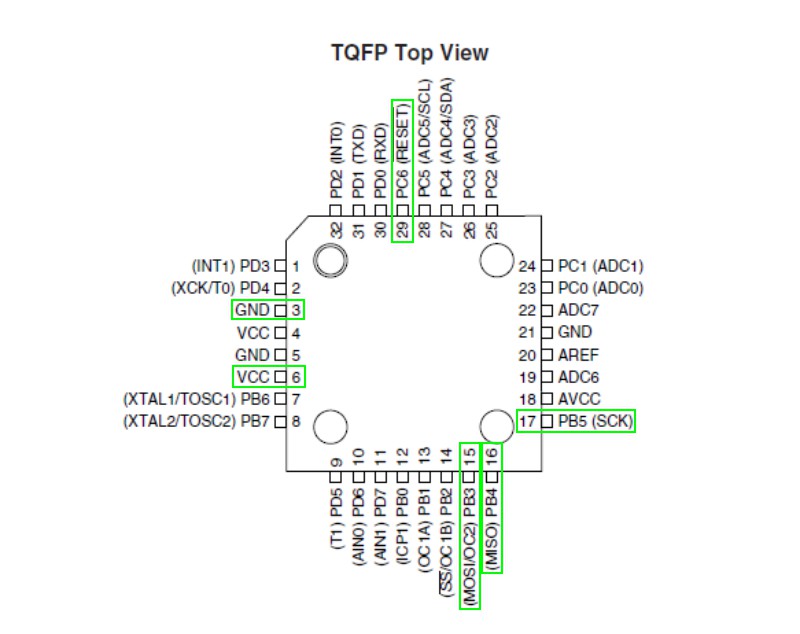 TQFP Top View
PD2 (INT0)
PD1 (TXD)
PD0 (RXD)
PC6 (RESET)
PC5 (ADC5/SCL)
PC4 (ADC4/SDA)
PC3 (ADC3)
PC2 (ADC2)
32
31
30
29
28
27
26
25
(INT1) PD3 1
(XCK/T0) PD4 2
GND 3
VCC 4
GND 5
VCC 6
(XTAL1/TOSC1) PB6 7
(XTAL2/TOSC2) PB7 8
24 PC1 (ADC1)
23 PC0 (ADC0)
22 ADC7
21 GND
20 AREF
19 ADC6
18 AVCC
17 PB5 (SCK)
9
10
11
12
13
14
15
16
(T1) PD5
(AIN0) PD6
(AIN1) PD7
(ICP1) PB0
(OC1A) PB1
(SS/OC1B) PB2
(MOSI/OC2) PB3
(MISO) PB4